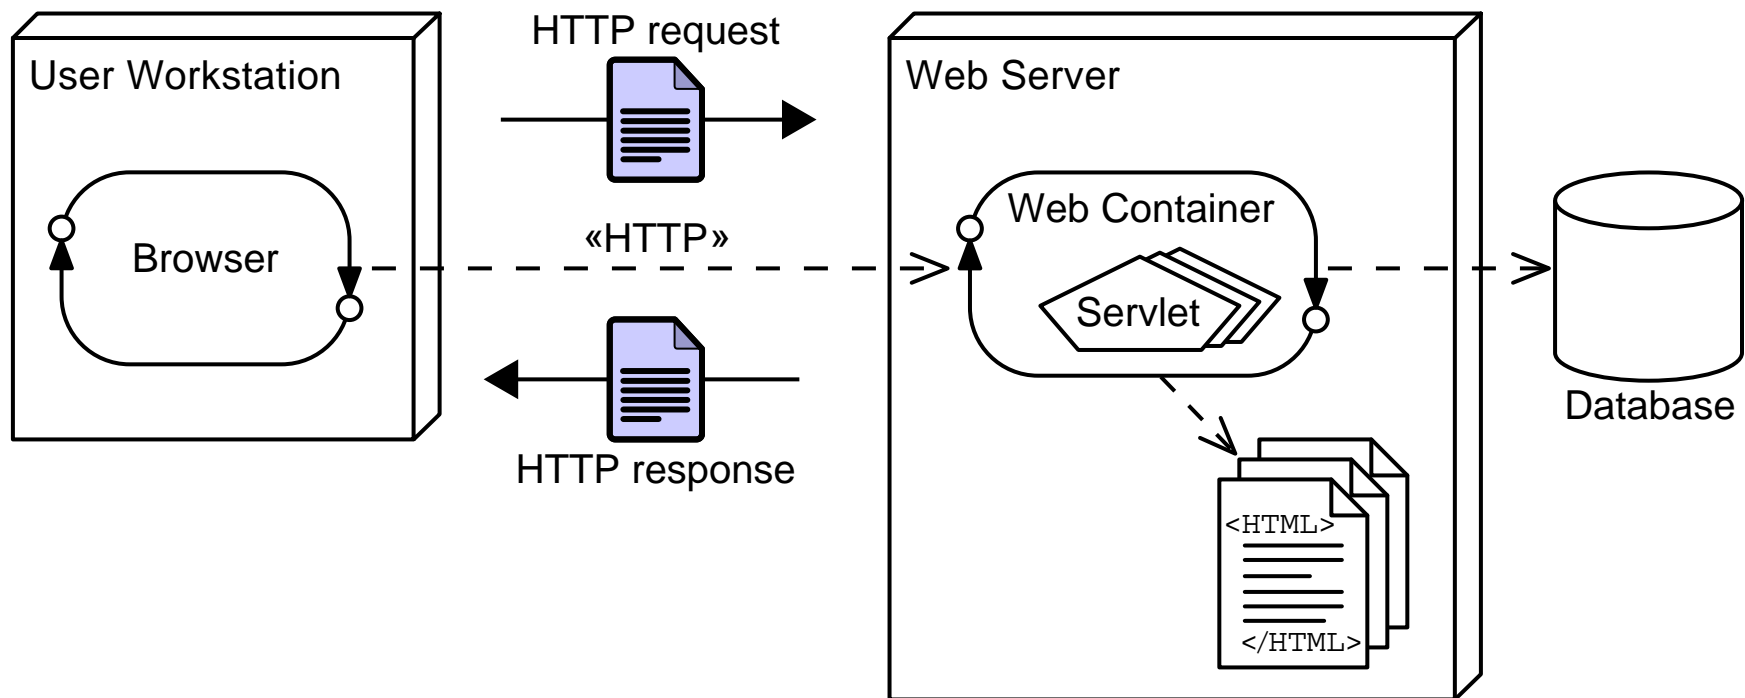 HTTP request
User Workstation
Web Server
Web Container
«HTTP»
Browser
Servlet
Database
HTTP response
<HTML>
</HTML>